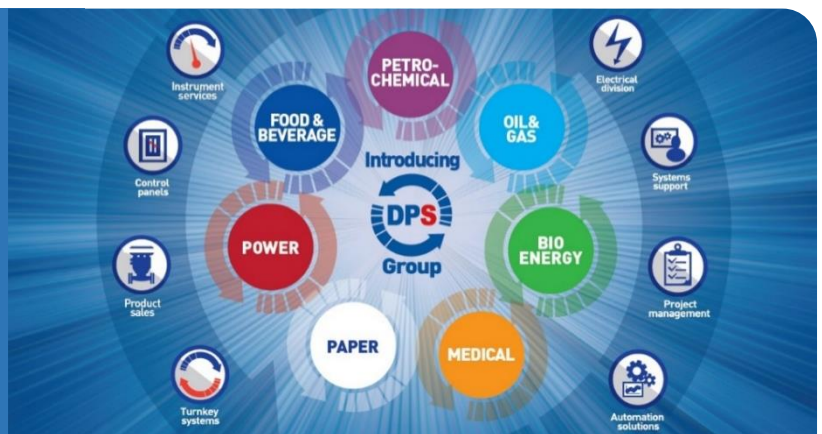 Instrument
services
Control
panels
Product
sales
Turnkey
systems
PETRO-
CHEMICAL
FOOD &
BEVERAGE
OIL&
GAS
Introducing
DPS
Group
POWER
BIO
ENERGY
PAPER
MEDICAL
Electrical
division
Systems
support
Project
management
Automation
solutions